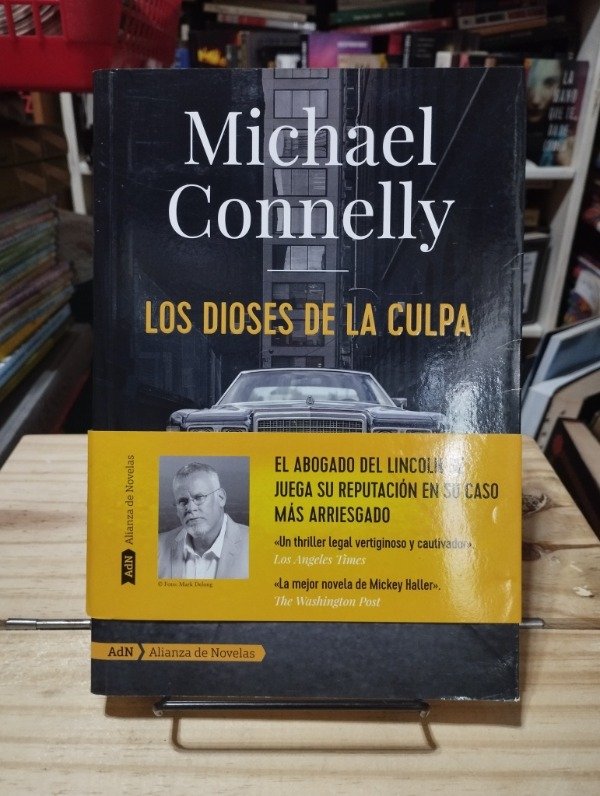 Michael
Connelly
LOS DIOSES DE LA CULPA
EL ABOGADO DEL LINCOLN SE
JUEGA SU REPUTACIÓN EN SU CASO
MÁS ARRIESGADO
«Un thriller legal vertiginoso y cautivador».
Los Angeles Times
«La mejor novela de Mickey Haller».
The Washington Post
© Foto: Mark DeLong
AdN Alianza de Novelas
AdN Alianza de Novelas